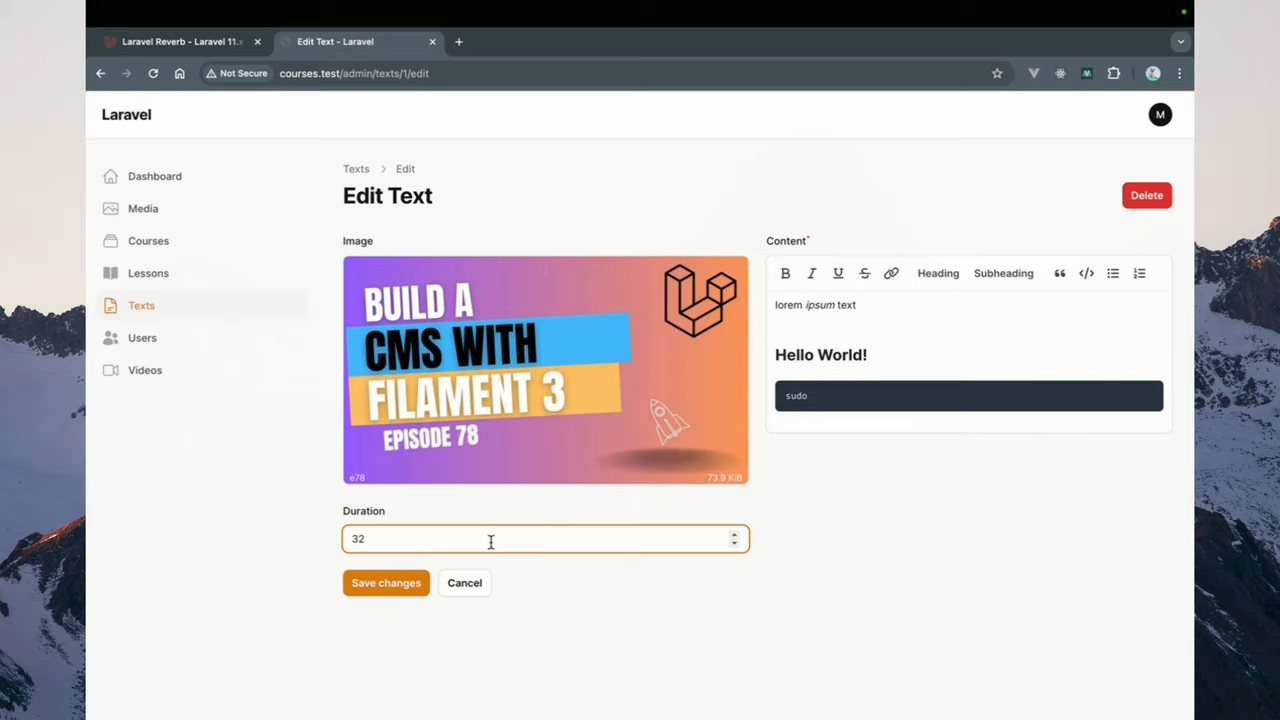 Laravel Reverb - Laravel 11.x
Edit Text - Laravel
Not Secure
courses.test/admin/texts/1/edit
Laravel
M
Dashboard
Media
Courses
Lessons
Texts
Users
Videos
Texts > Edit
Edit Text
Delete
Image
BUILD A
CMS WITH
FILAMENT 3
EPISODE 78
e78
73.9 KiB
Duration
32
Save changes
Cancel
Content*
B I U S Heading Subheading
lorem ipsum text
Hello World!
sudo